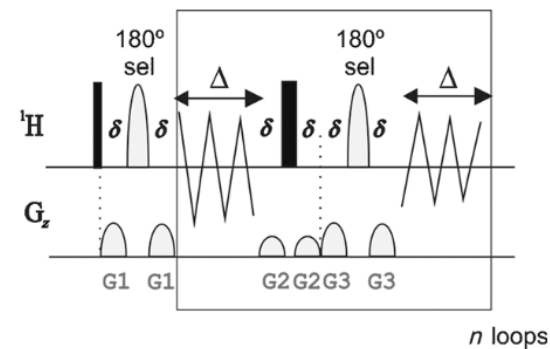 180º 180º
sel sel
Δ Δ
¹H δ δ δ δ δ δ
G𝓏
G1 G1 G2 G2 G3 G3
n loops